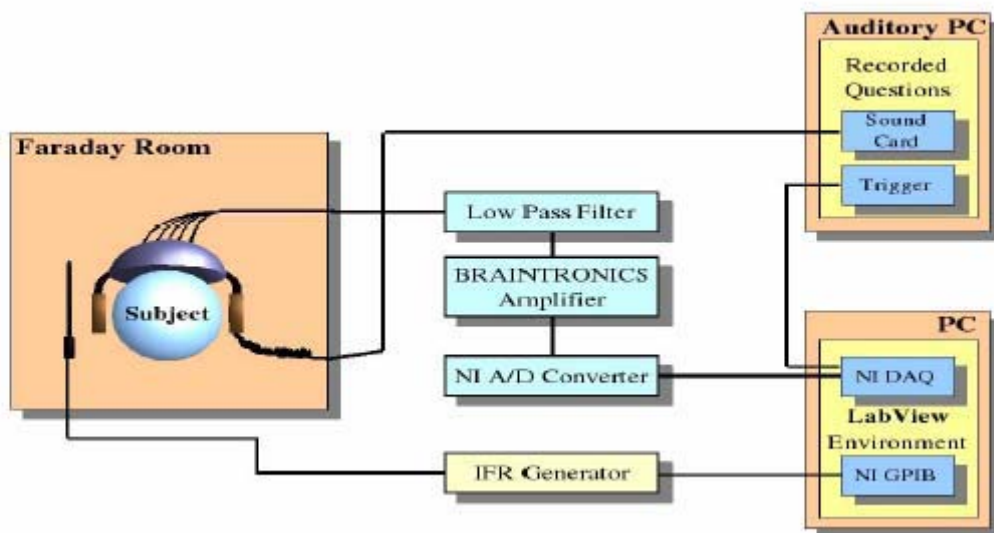 Auditory PC
Recorded
Questions
Sound
Card
Trigger
Faraday Room
Subject
Low Pass Filter
BRAINTRONICS
Amplifier
NI A/D Converter
IFR Generator
PC
NI DAQ
LabView
Environment
NI GPIB